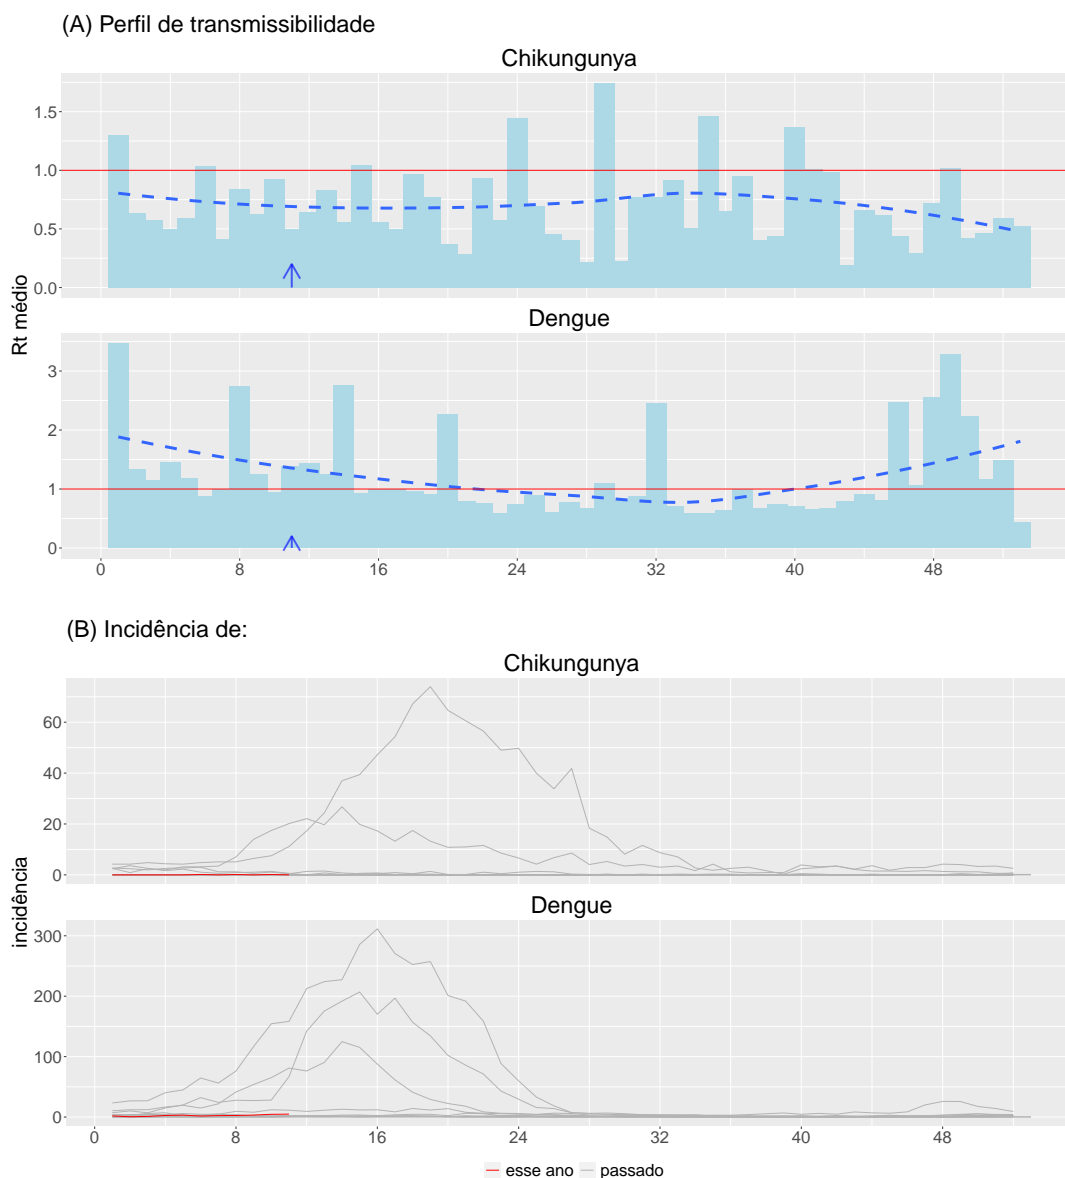 (A) Perfil de transmissibilidade
Chikungunya
1.5
1.0
0.5
0.0
Rt médio
Dengue
3
2
1
0
0 8 16 24 32 40 48
(B) Incidência de:
Chikungunya
60
40
20
0
incidência
Dengue
300
200
100
0
0 8 16 24 32 40 48
esse ano passado